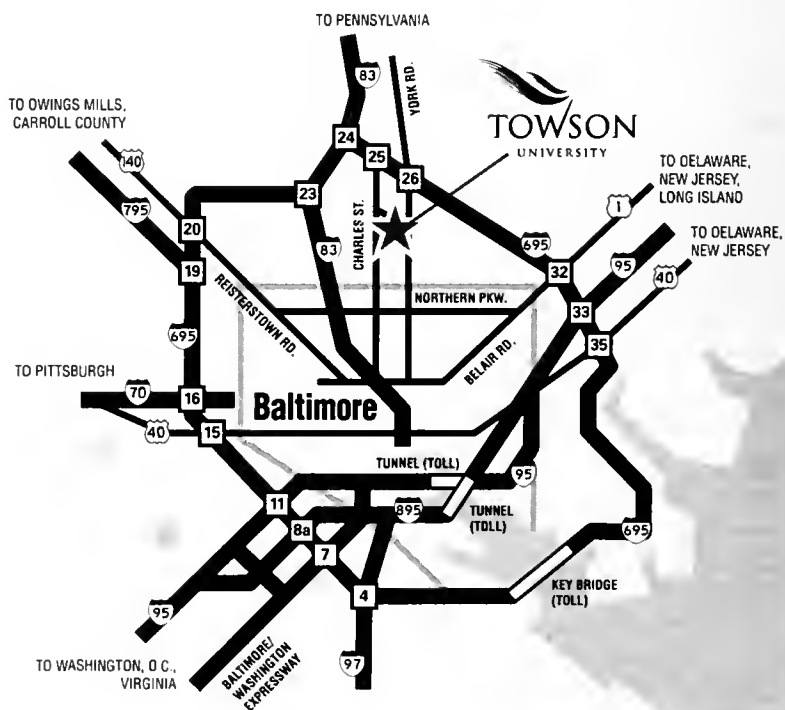 TO PENNSYLVANIA
83
YORK RD.
TOWSON
UNIVERSITY
TO OWINGS MILLS,
CARROLL COUNTY
140
795
24
25
26
23
20
19
CHARLES ST.
83
695
TO DELAWARE,
NEW JERSEY,
LONG ISLAND
1
TO DELAWARE,
NEW JERSEY
95
40
32
33
35
REISTERSTOWN RD.
NORTHERN PKW.
BELAIR RD.
695
TO PITTSBURGH
70
16
40
15
Baltimore
TUNNEL (TOLL)
95
11
8a
895
TUNNEL
(TDLL)
695
7
4
KEY BRIDGE
(TOLL)
95
97
TO WASHINGTON, O C.,
VIRGINIA
BALTIMORE/
WASHINGTON
EXPRESSWAY